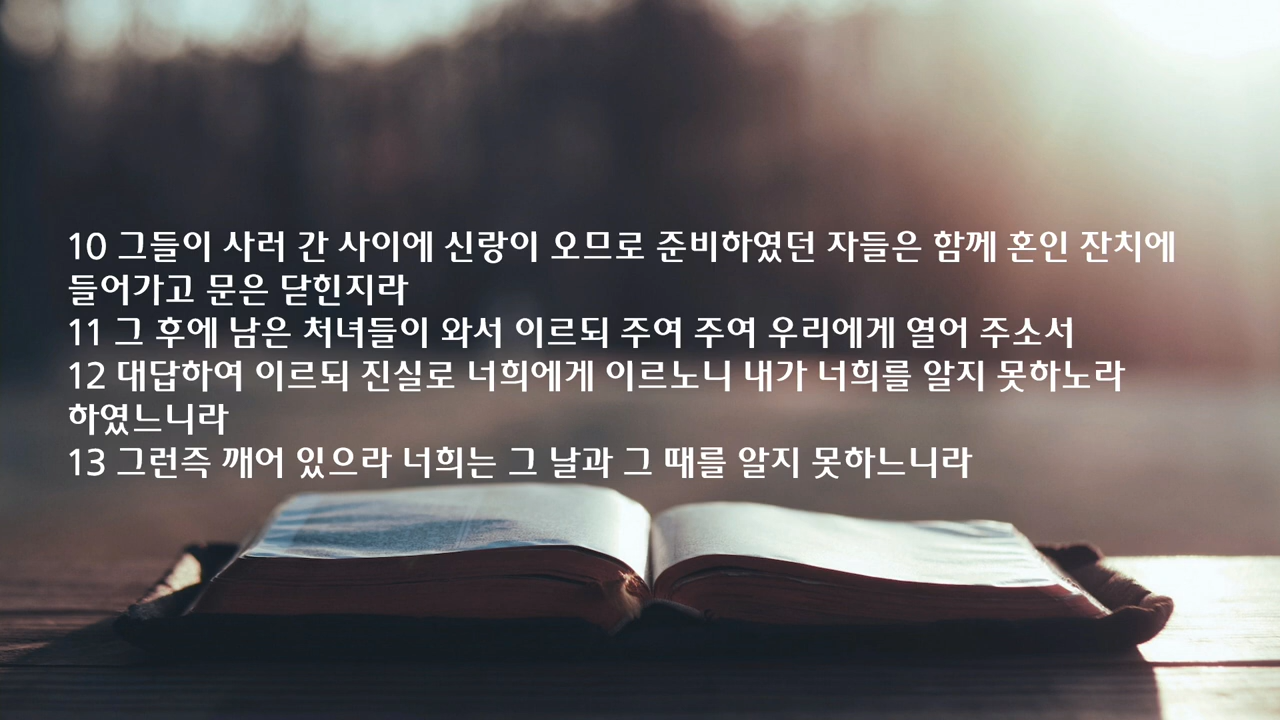 10 그들이 사러 간 사이에 신랑이 오므로 준비하였던 자들은 함께 혼인 잔치에
들어가고 문은 닫힌지라
11 그 후에 남은 처녀들이 와서 이르되 주여 주여 우리에게 열어 주소서
12 대답하여 이르되 진실로 너희에게 이르노니 내가 너희를 알지 못하노라
하였느니라
13 그런즉 깨어 있으라 너희는 그 날과 그 때를 알지 못하느니라